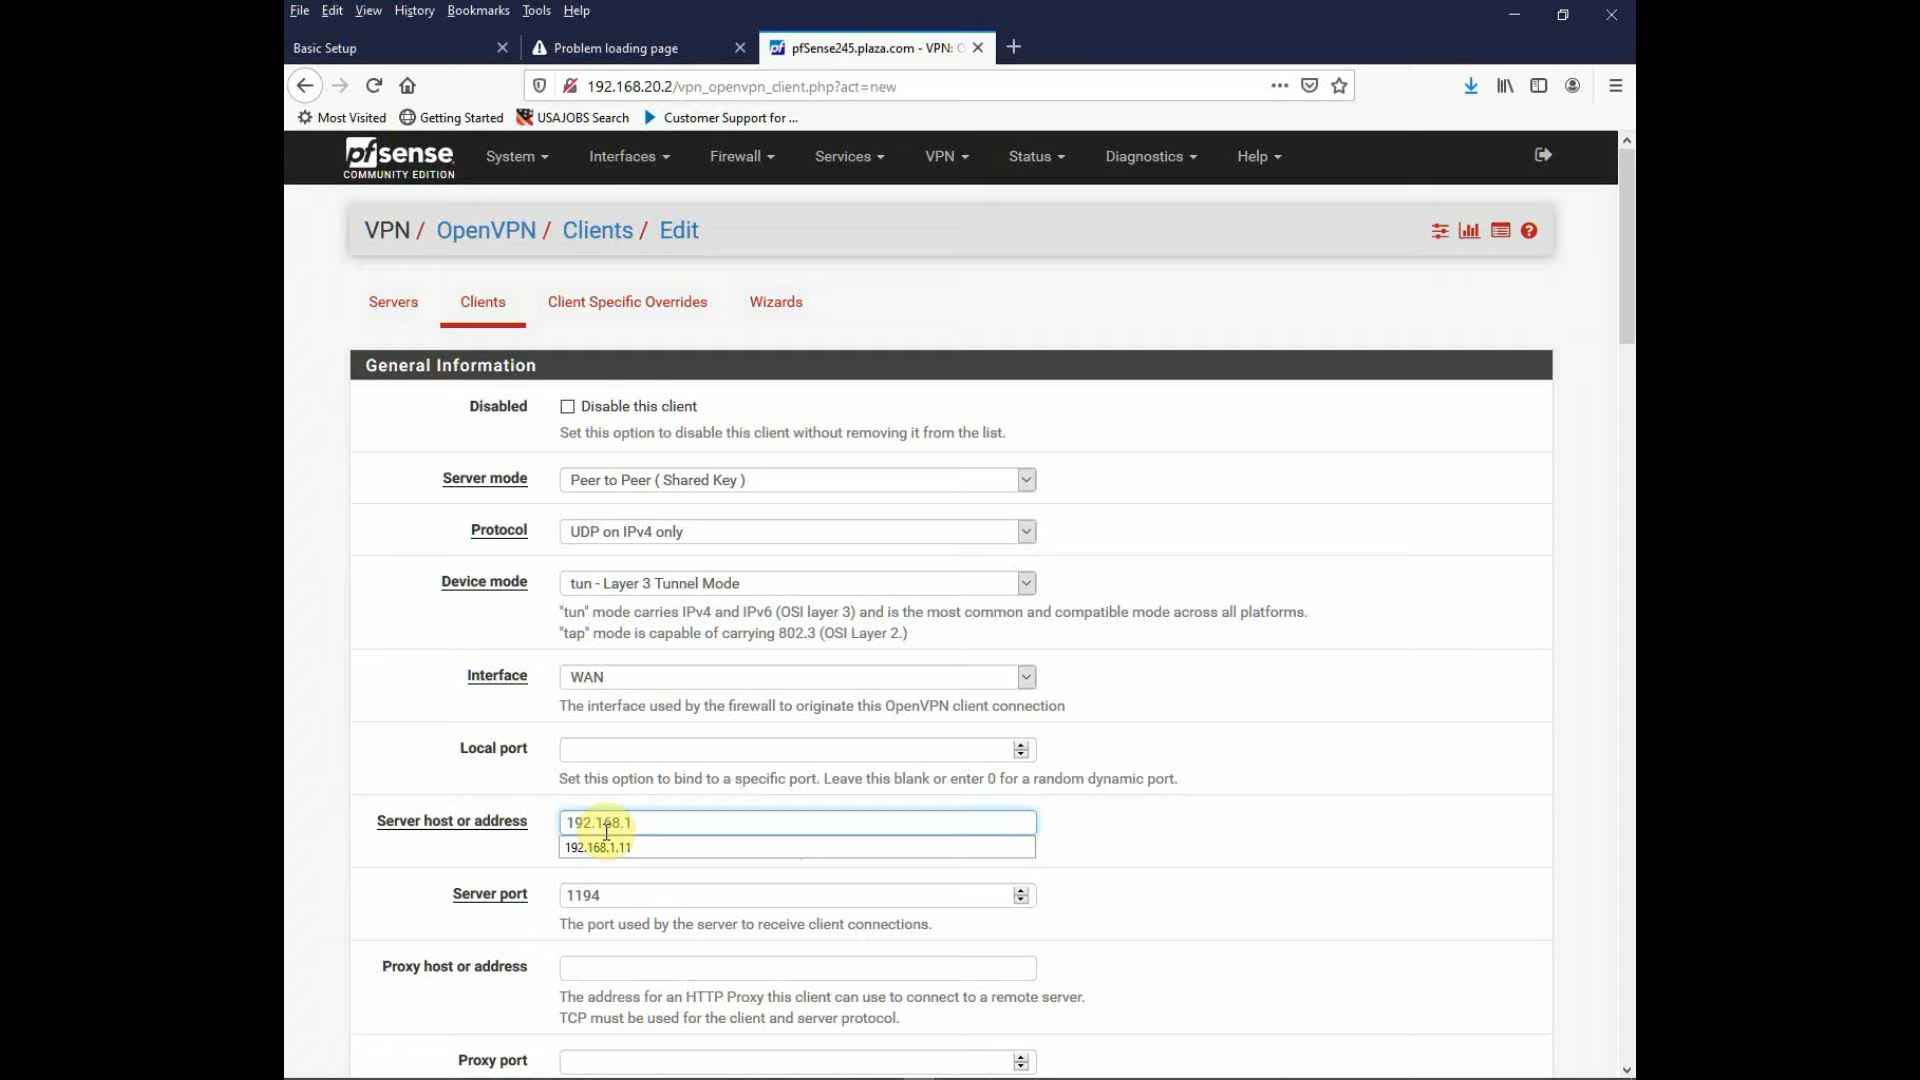 File Edit View History Bookmarks Tools Help
Basic Setup
Problem loading page
pfSense245.plaza.com - VPN: O
192.168.20.2/vpn_openvpn_client.php?act=new
Most Visited Getting Started USAJOBS Search Customer Support for ...
pfsense
COMMUNITY EDITION
System Interfaces Firewall Services VPN Status Diagnostics Help
VPN / OpenVPN / Clients / Edit
Servers Clients Client Specific Overrides Wizards
General Information
Disabled
Disable this client
Set this option to disable this client without removing it from the list.
Server mode
Peer to Peer ( Shared Key )
Protocol
UDP on IPv4 only
Device mode
tun - Layer 3 Tunnel Mode
"tun" mode carries IPv4 and IPv6 (OSI layer 3) and is the most common and compatible mode across all platforms.
"tap" mode is capable of carrying 802.3 (OSI Layer 2.)
Interface
WAN
The interface used by the firewall to originate this OpenVPN client connection
Local port
Set this option to bind to a specific port. Leave this blank or enter 0 for a random dynamic port.
Server host or address
192.168.1
192.168.1.11
Server port
1194
The port used by the server to receive client connections.
Proxy host or address
The address for an HTTP Proxy this client can use to connect to a remote server.
TCP must be used for the client and server protocol.
Proxy port